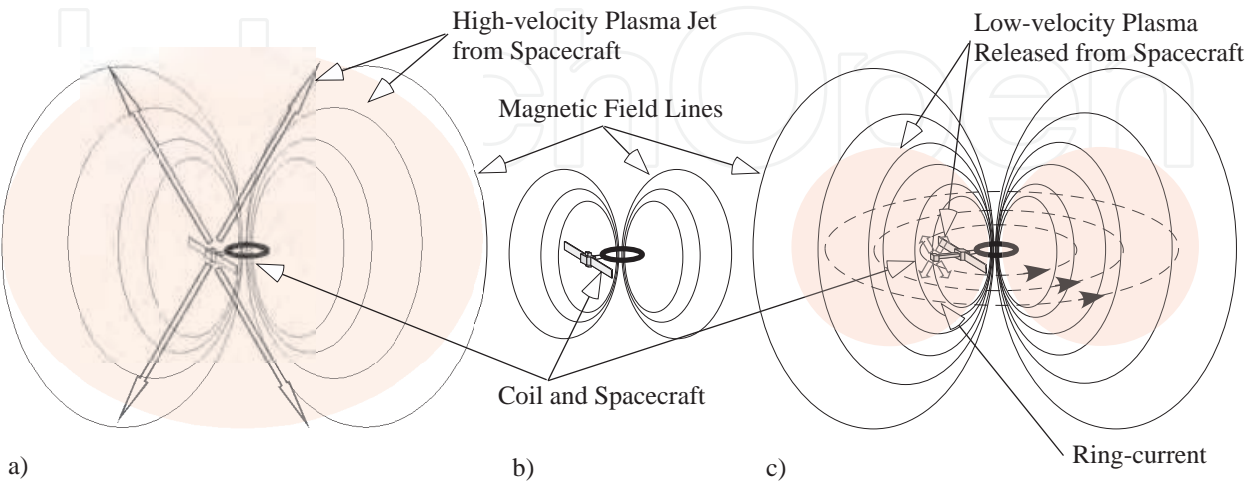 High-velocity Plasma Jet
from Spacecraft
Low-velocity Plasma
Released from Spacecraft
Magnetic Field Lines
Coil and Spacecraft
Ring-current
a)
b)
c)